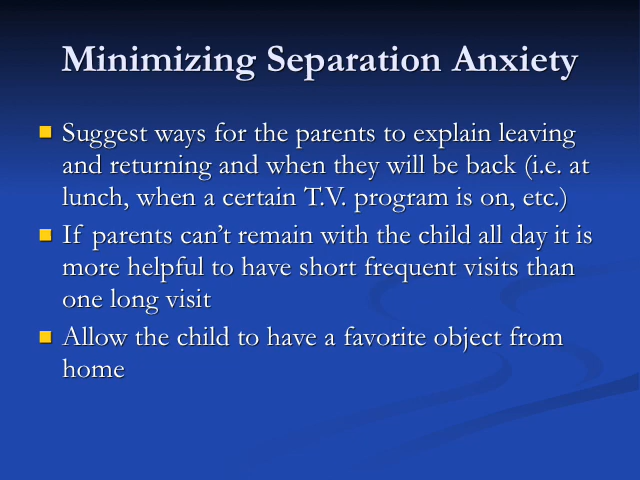 Minimizing Separation Anxiety
Suggest ways for the parents to explain leaving
and returning and when they will be back (i.e. at
lunch, when a certain T.V. program is on, etc.)
If parents can't remain with the child all day it is
more helpful to have short frequent visits than
one long visit
Allow the child to have a favorite object from
home